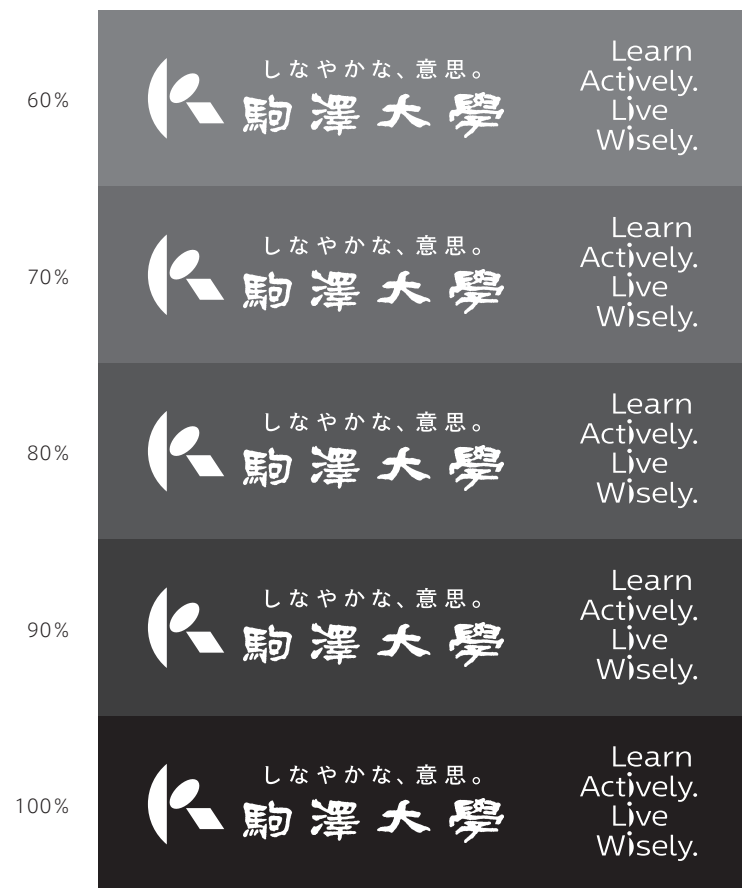 60%
しなやかな、意思。
駒澤大學
Learn
Actively.
Live
Wisely.
70%
しなやかな、意思。
駒澤大學
Learn
Actively.
Live
Wisely.
80%
しなやかな、意思。
駒澤大學
Learn
Actively.
Live
Wisely.
90%
しなやかな、意思。
駒澤大學
Learn
Actively.
Live
Wisely.
100%
しなやかな、意思。
駒澤大學
Learn
Actively.
Live
Wisely.